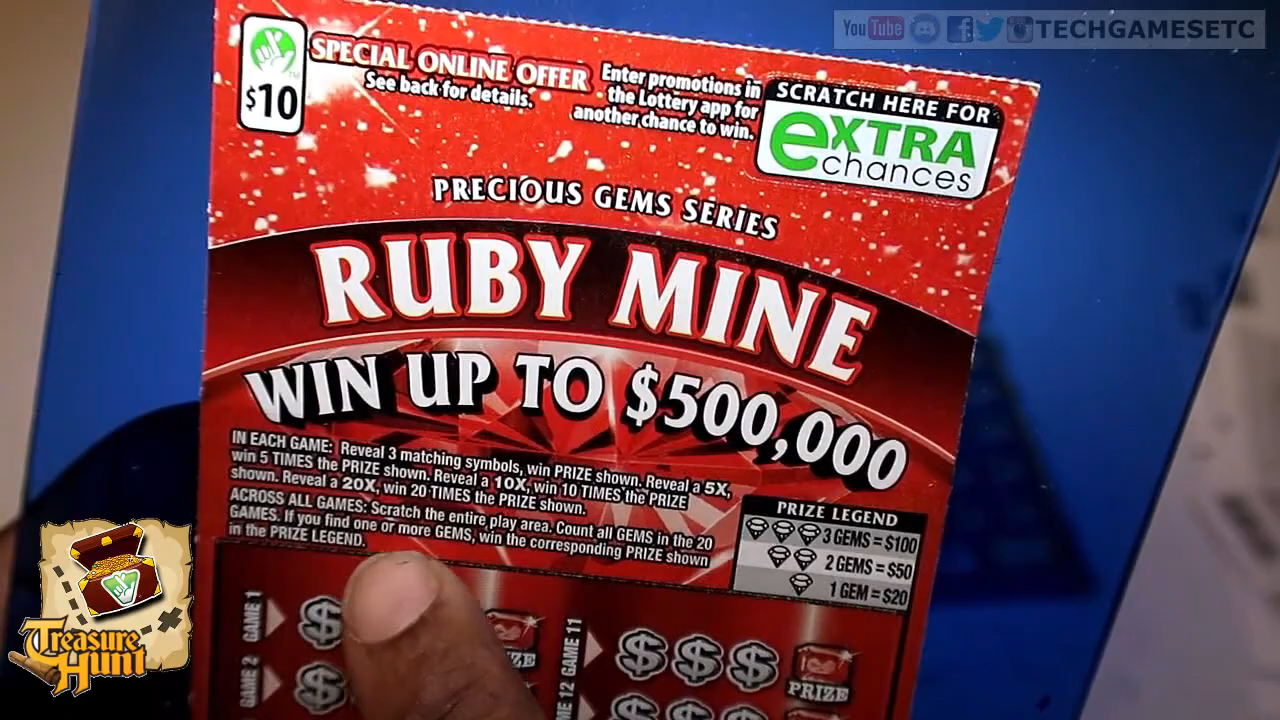 YouTube TECHGAMESETC
$10
SPECIAL ONLINE OFFER
See back for details.
Enter promotions in
the Lottery app for
another chance to win.
SCRATCH HERE FOR
eXTRA
chances
PRECIOUS GEMS SERIES
RUBY MINE
WIN UP TO $500,000
IN EACH GAME: Reveal 3 matching symbols, win PRIZE shown. Reveal a 5X,
win 5 TIMES the PRIZE shown. Reveal a 10X, win 10 TIMES the PRIZE
shown. Reveal a 20X, win 20 TIMES the PRIZE shown.
ACROSS ALL GAMES: Scratch the entire play area. Count all GEMS in the 20
GAMES. If you find one or more GEMS, win the corresponding PRIZE shown
in the PRIZE LEGEND.
PRIZE LEGEND
3 GEMS = $100
2 GEMS = $50
1 GEM = $20
GAME 1
$
GAME 2
$
GAME 11
$ $ $
PRIZE
12
Treasure
Hunt